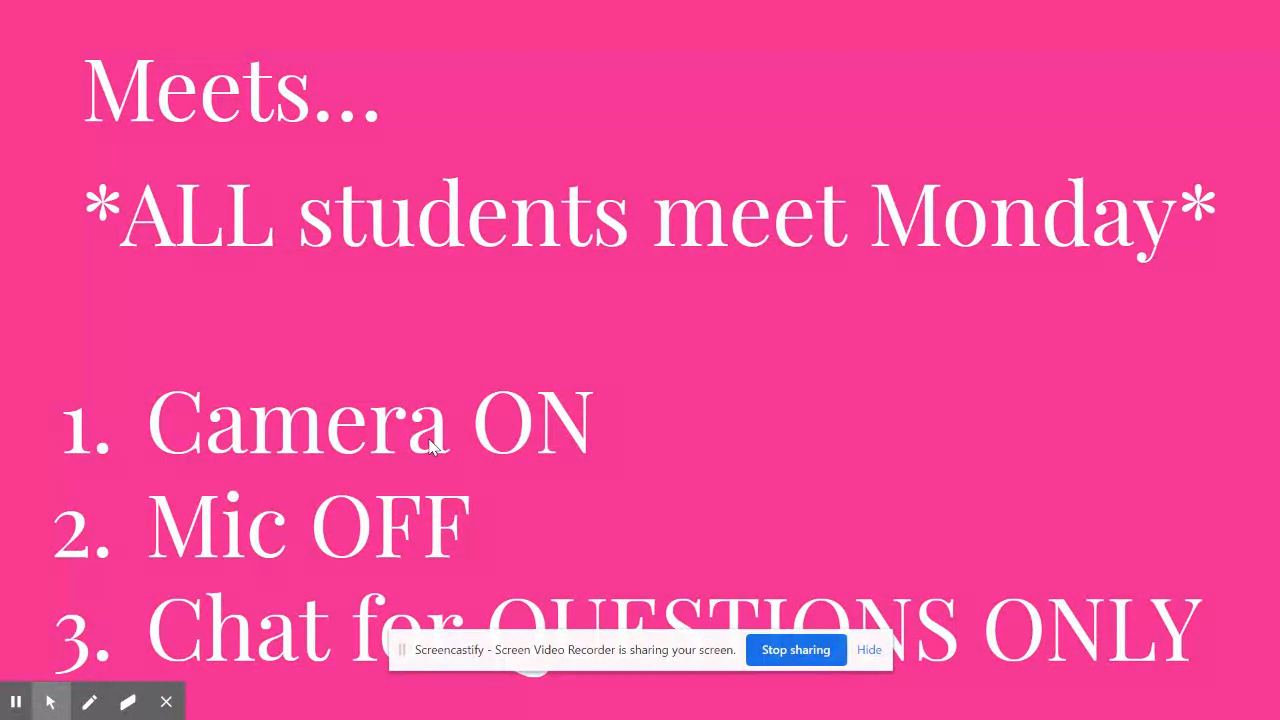 Meets...
*ALL students meet Monday*
1. Camera ON
2. Mic OFF
3. Chat for QUESTIONS ONLY
Screencastify - Screen Video Recorder is sharing your screen. Stop sharing Hide